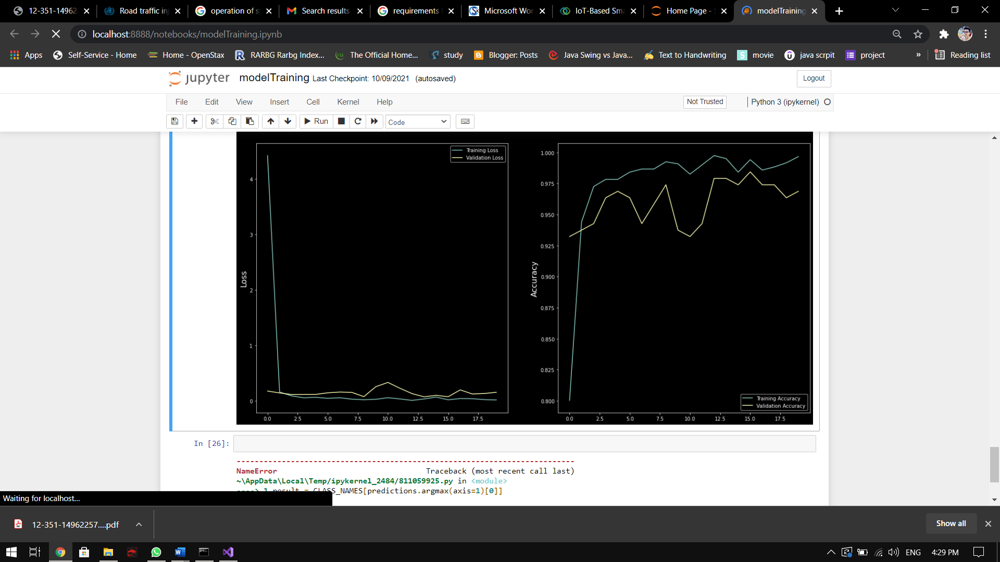 12-351-14962
Road traffic inj
operation of sy
Search results
requirements
Microsoft Wor
IoT-Based Sma
Home Page -
modelTraining
localhost:8888/notebooks/modelTraining.ipynb
Apps
Self-Service - Home
Home - OpenStax
RARBG Rarbg Index...
The Official Home...
study
Blogger: Posts
Java Swing vs Java...
Text to Handwriting
movie
java scrpit
project
»
Reading list
jupyter
modelTraining Last Checkpoint: 10/09/2021 (autosaved)
Logout
File Edit View Insert Cell Kernel Help
Not Trusted
Python 3 (ipykernel)
Run
Code
Training Loss
Validation Loss
4
3
2
1
0
Loss
0.0 2.5 5.0 7.5 10.0 12.5 15.0 17.5
1.000
0.975
0.950
0.925
0.900
0.875
0.850
0.825
0.800
Accuracy
Training Accuracy
Validation Accuracy
0.0 2.5 5.0 7.5 10.0 12.5 15.0 17.5
In [26]:
---------------------------------------------------------------------------
NameError Traceback (most recent call last)
~\AppData\Local\Temp/ipykernel_2484/811059925.py in <module>
----> 1 result = CLASS_NAMES[predictions.argmax(axis=1)[0]]
Waiting for localhost...
12-351-14962257....pdf
Show all
ENG
4:29 PM